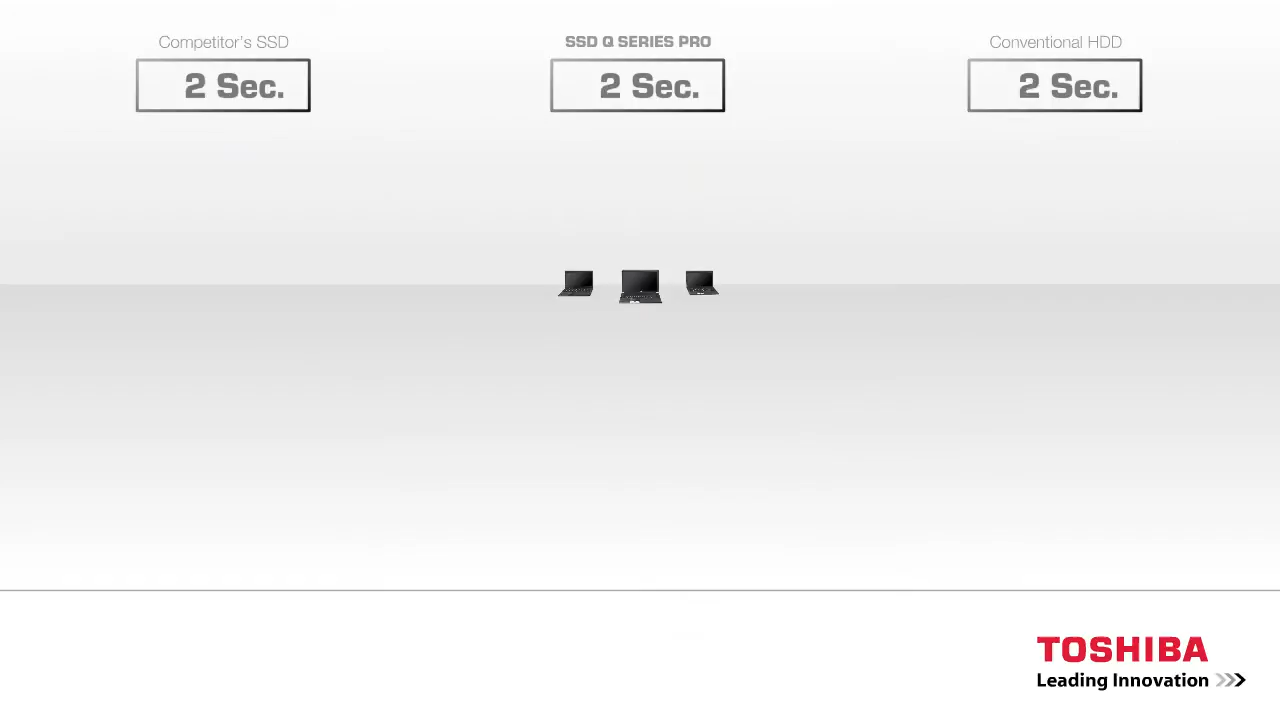 Competitor's SSD
2 Sec.
SSD Q SERIES PRO
2 Sec.
Conventional HDD
2 Sec.
TOSHIBA
Leading Innovation